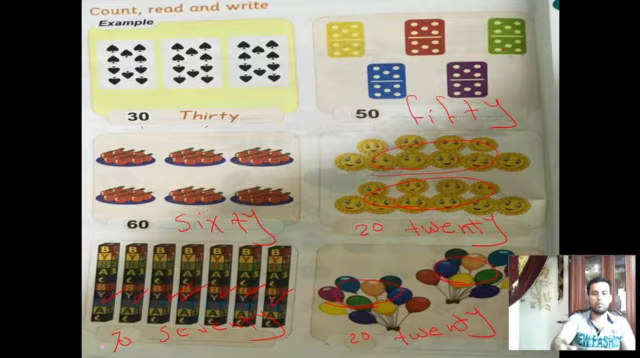 Count, read and write
Example
30 Thirty
50 fifty
60 sixty
20 twenty
70 seventy
20 twenty
NEW FASHI